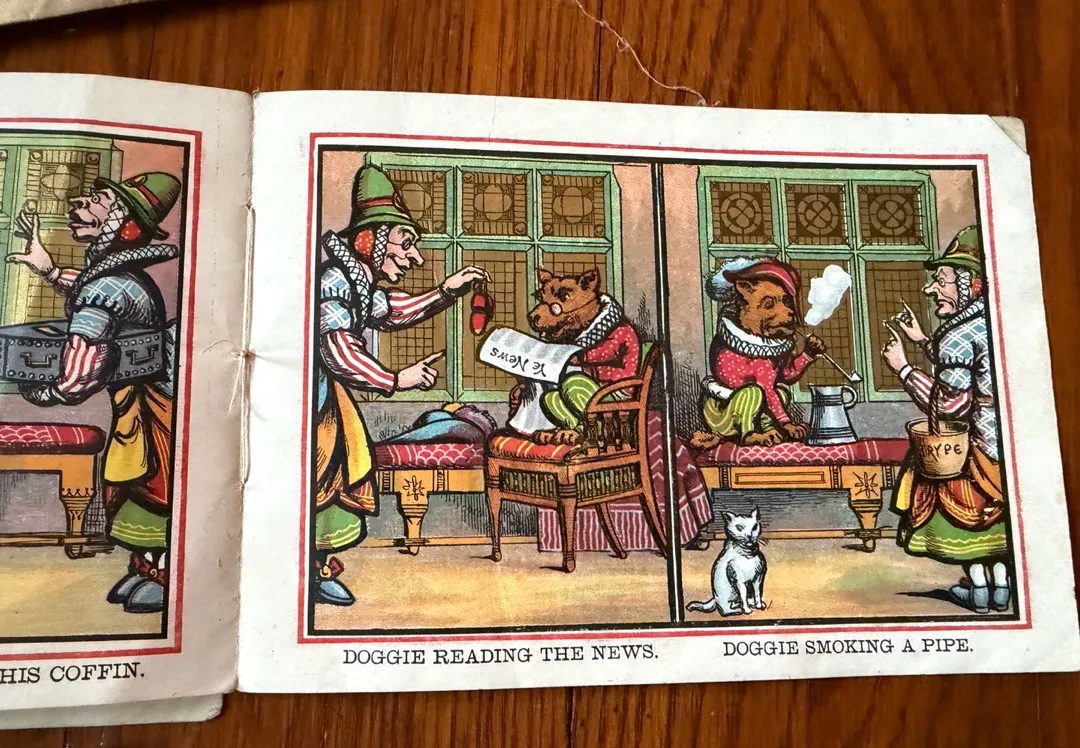 HIS COFFIN.
Ye News
TRYPE
DOGGIE READING THE NEWS.
DOGGIE SMOKING A PIPE.